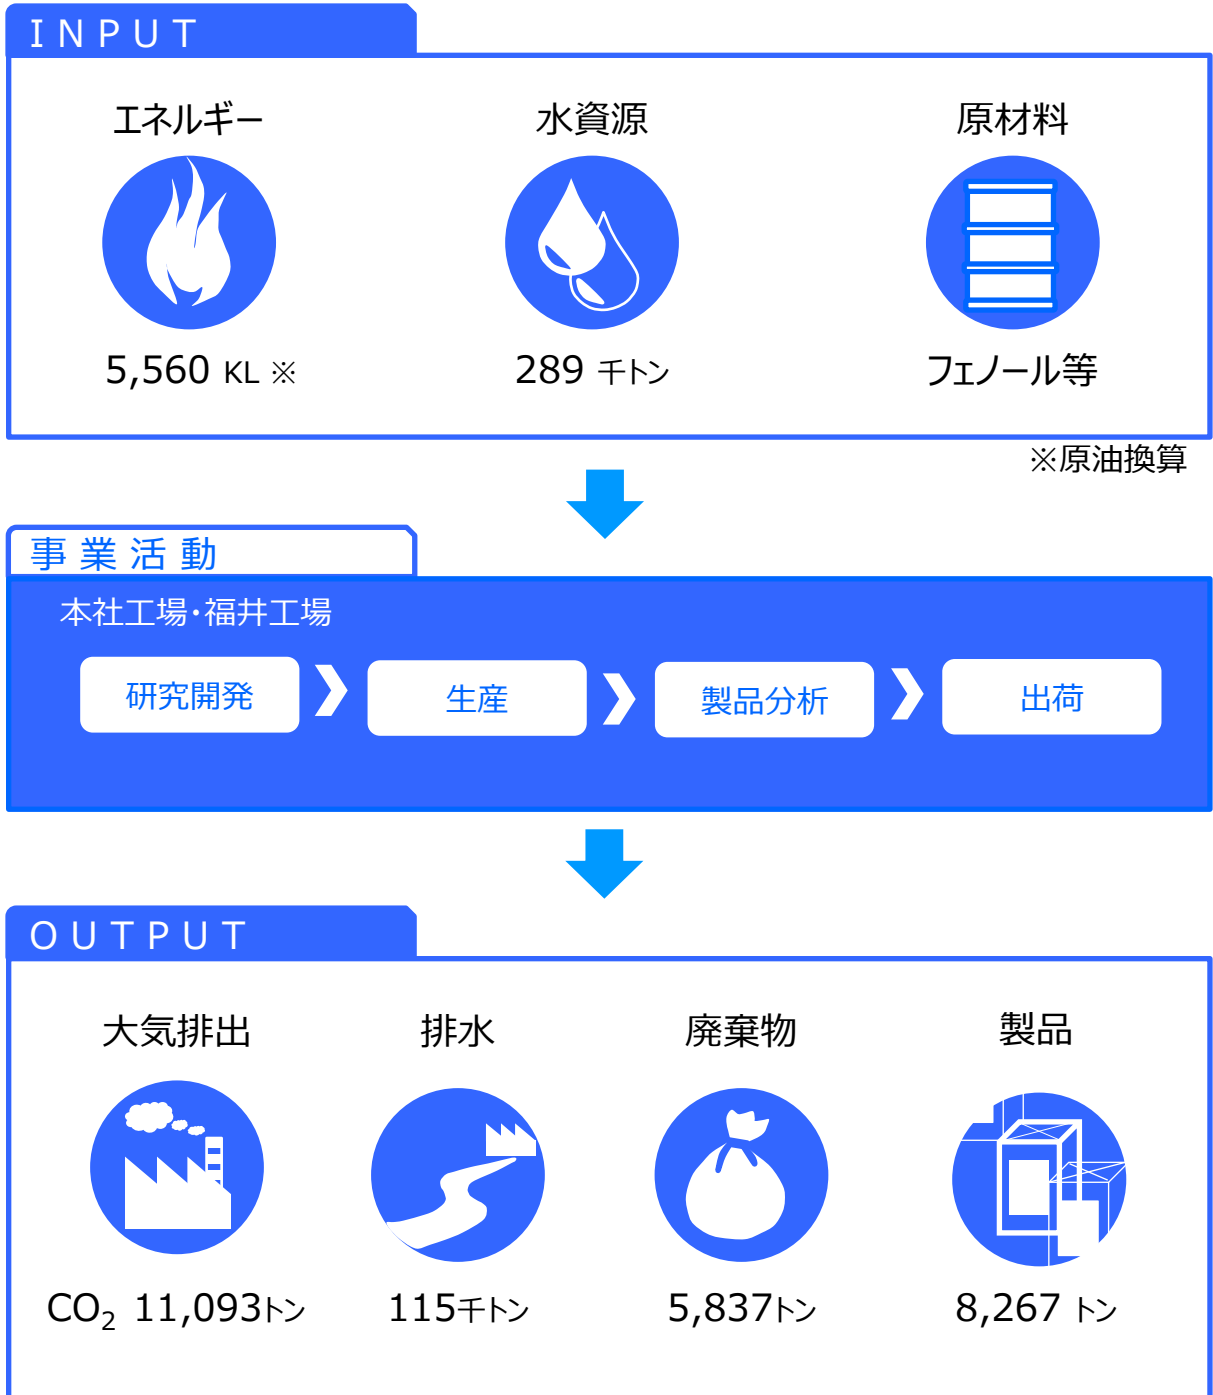 INPUT
エネルギー 水資源 原材料
5,560 KL ※ 289 千トン フェノール等
※原油換算
事業活動
本社工場・福井工場
研究開発 生産 製品分析 出荷
OUTPUT
大気排出 排水 廃棄物 製品
CO₂ 11,093トン 115千トン 5,837トン 8,267 トン